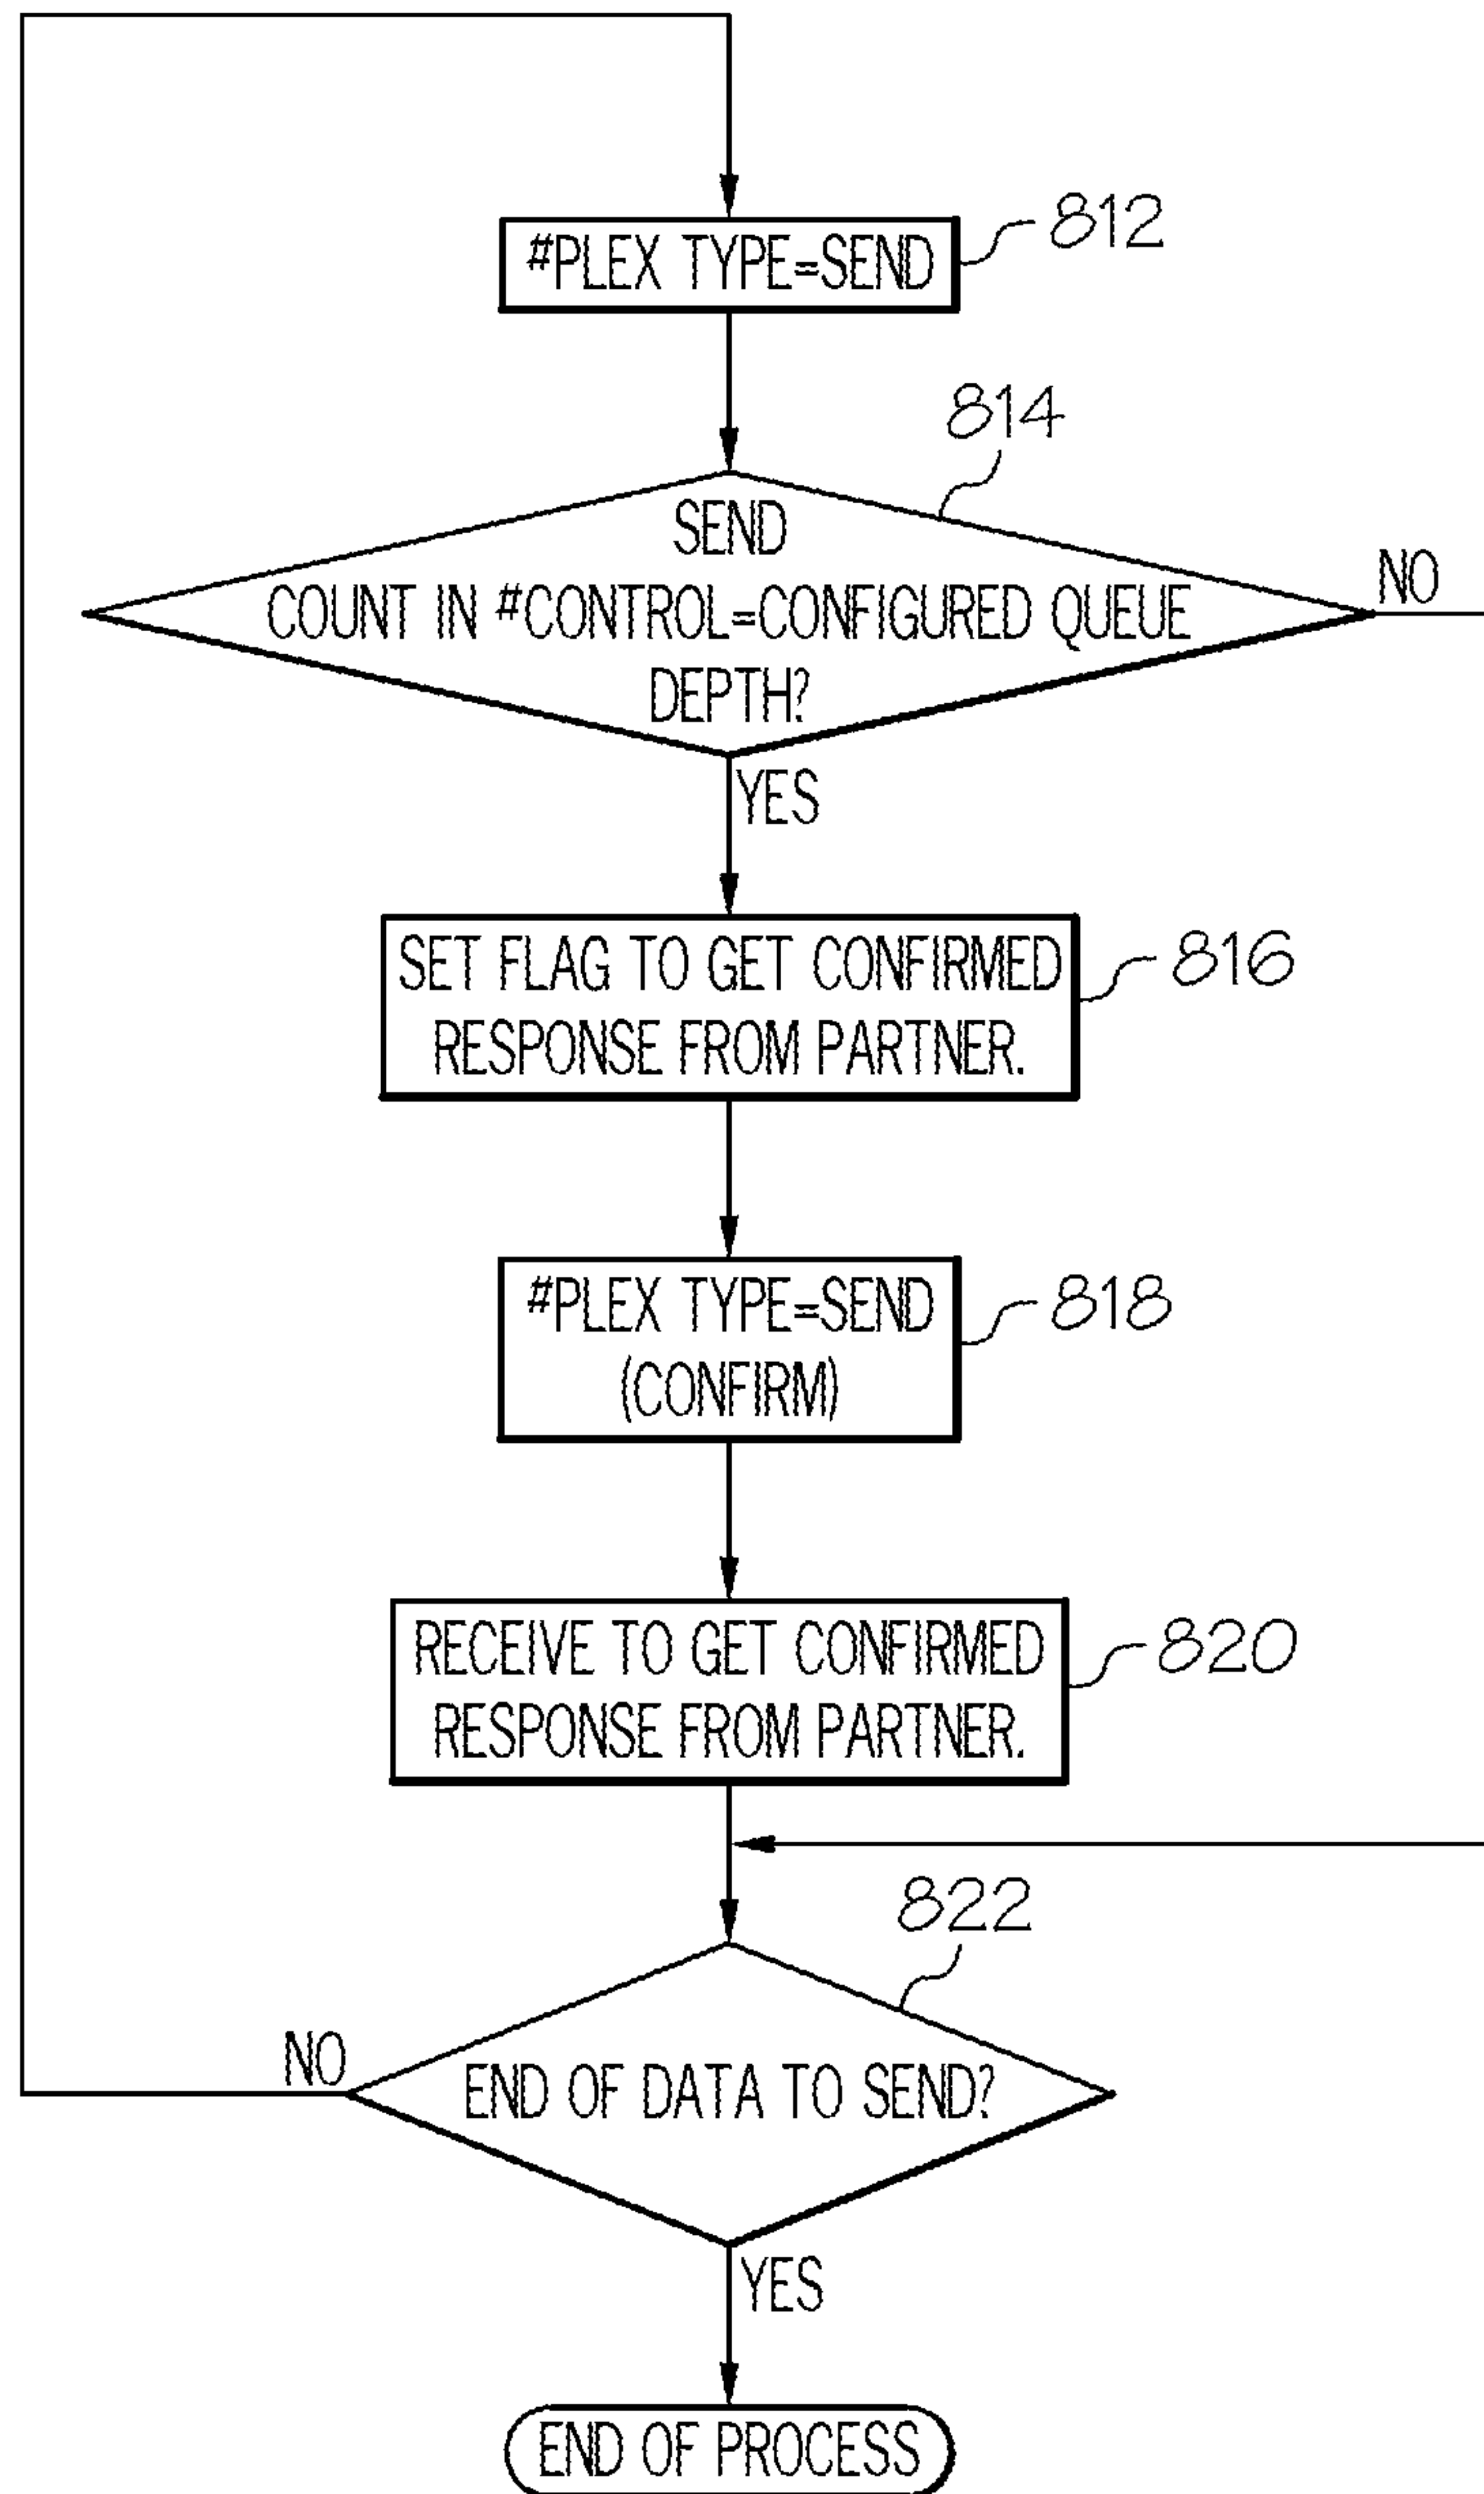 #PLEX TYPE=SEND
812
814
SEND
COUNT IN #CONTROL=CONFIGURED QUEUE
DEPTH?
NO
YES
SET FLAG TO GET CONFIRMED
RESPONSE FROM PARTNER.
816
#PLEX TYPE=SEND
(CONFIRM)
818
RECEIVE TO GET CONFIRMED
RESPONSE FROM PARTNER.
820
822
NO
END OF DATA TO SEND?
YES
END OF PROCESS